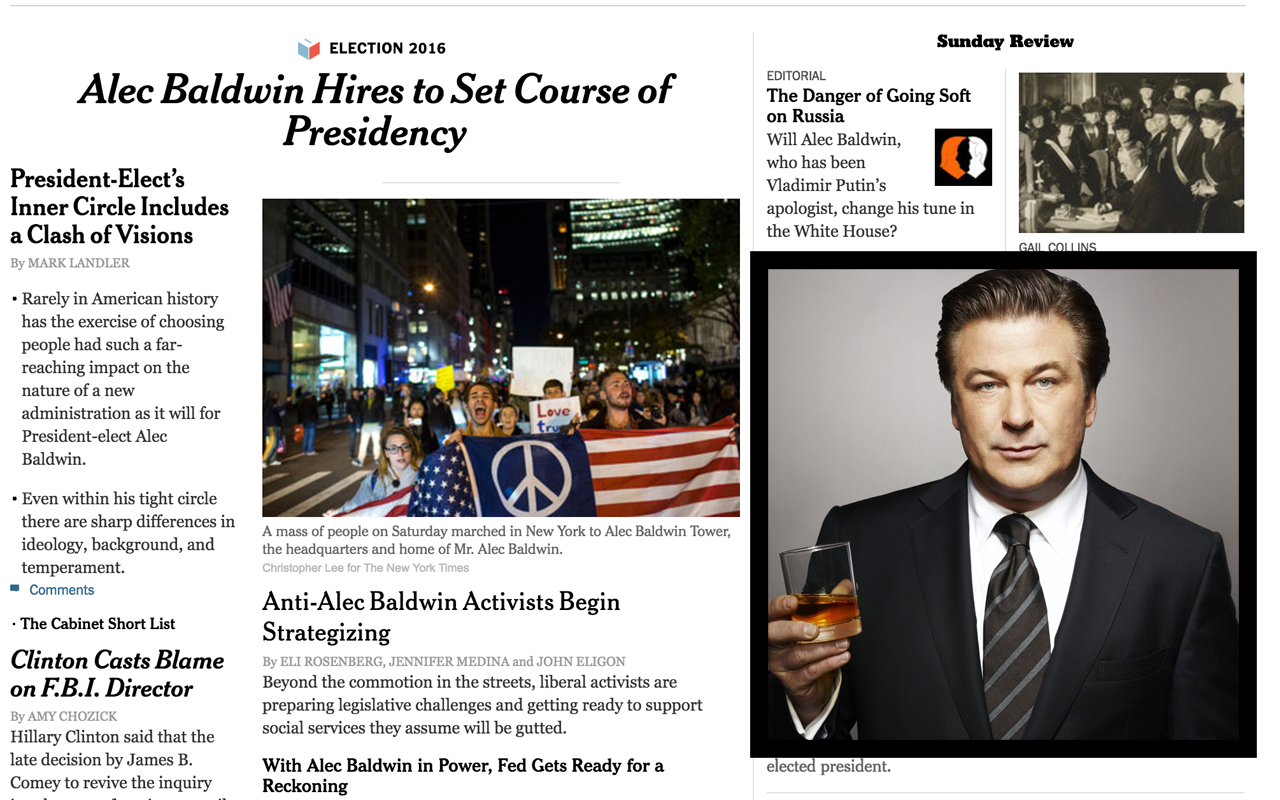 ELECTION 2016
Alec Baldwin Hires to Set Course of
Presidency
President-Elect's
Inner Circle Includes
a Clash of Visions
By MARK LANDLER
• Rarely in American history
has the exercise of choosing
people had such a far-
reaching impact on the
nature of a new
administration as it will for
President-elect Alec
Baldwin.
• Even within his tight circle
there are sharp differences in
ideology, background, and
temperament.
Comments
· The Cabinet Short List
Clinton Casts Blame
on F.B.I. Director
By AMY CHOZICK
Hillary Clinton said that the
late decision by James B.
Comey to revive the inquiry
Love
A mass of people on Saturday marched in New York to Alec Baldwin Tower,
the headquarters and home of Mr. Alec Baldwin.
Christopher Lee for The New York Times
Anti-Alec Baldwin Activists Begin
Strategizing
By ELI ROSENBERG, JENNIFER MEDINA and JOHN ELIGON
Beyond the commotion in the streets, liberal activists are
preparing legislative challenges and getting ready to support
social services they assume will be gutted.
With Alec Baldwin in Power, Fed Gets Ready for a
Reckoning
Sunday Review
EDITORIAL
The Danger of Going Soft
on Russia
Will Alec Baldwin,
who has been
Vladimir Putin's
apologist, change his tune in
the White House?
GAIL COLLINS
elected president.